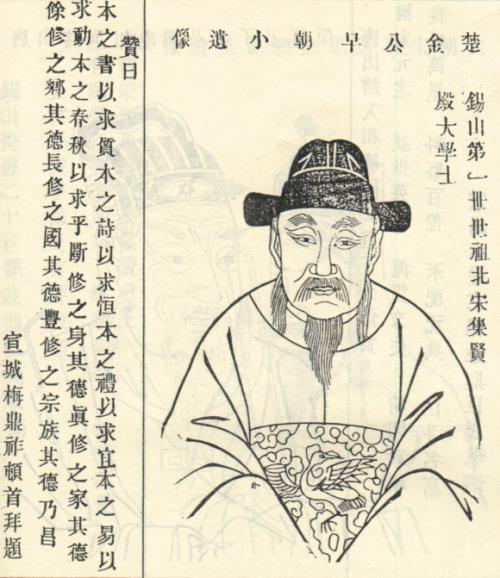 楚金公早朝小逍像
錫山第一世世祖北宋集賢
殿大學士
贊曰
本之書以求質本之詩以求恒本之禮以求宜本之易以
求動本之春秋以求乎斷修之身其德眞修之家其德
餘修之鄉其德長修之國其德豐修之宗族其德乃昌
宣城梅鼎祥頓首拜題